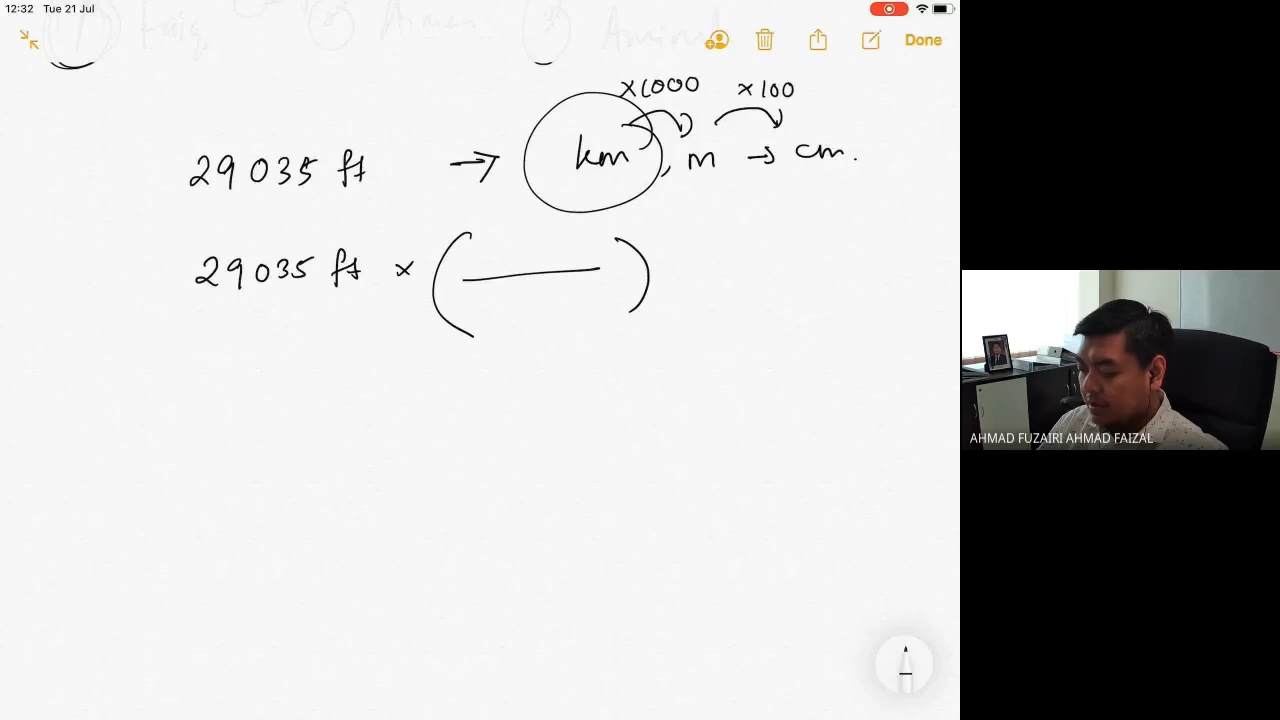 12:32 Tue 21 Jul
Done
×1000 ×100
29035 ft → km, m → cm.
29035 ft × ( )
AHMAD FUZAIRI AHMAD FAIZAL